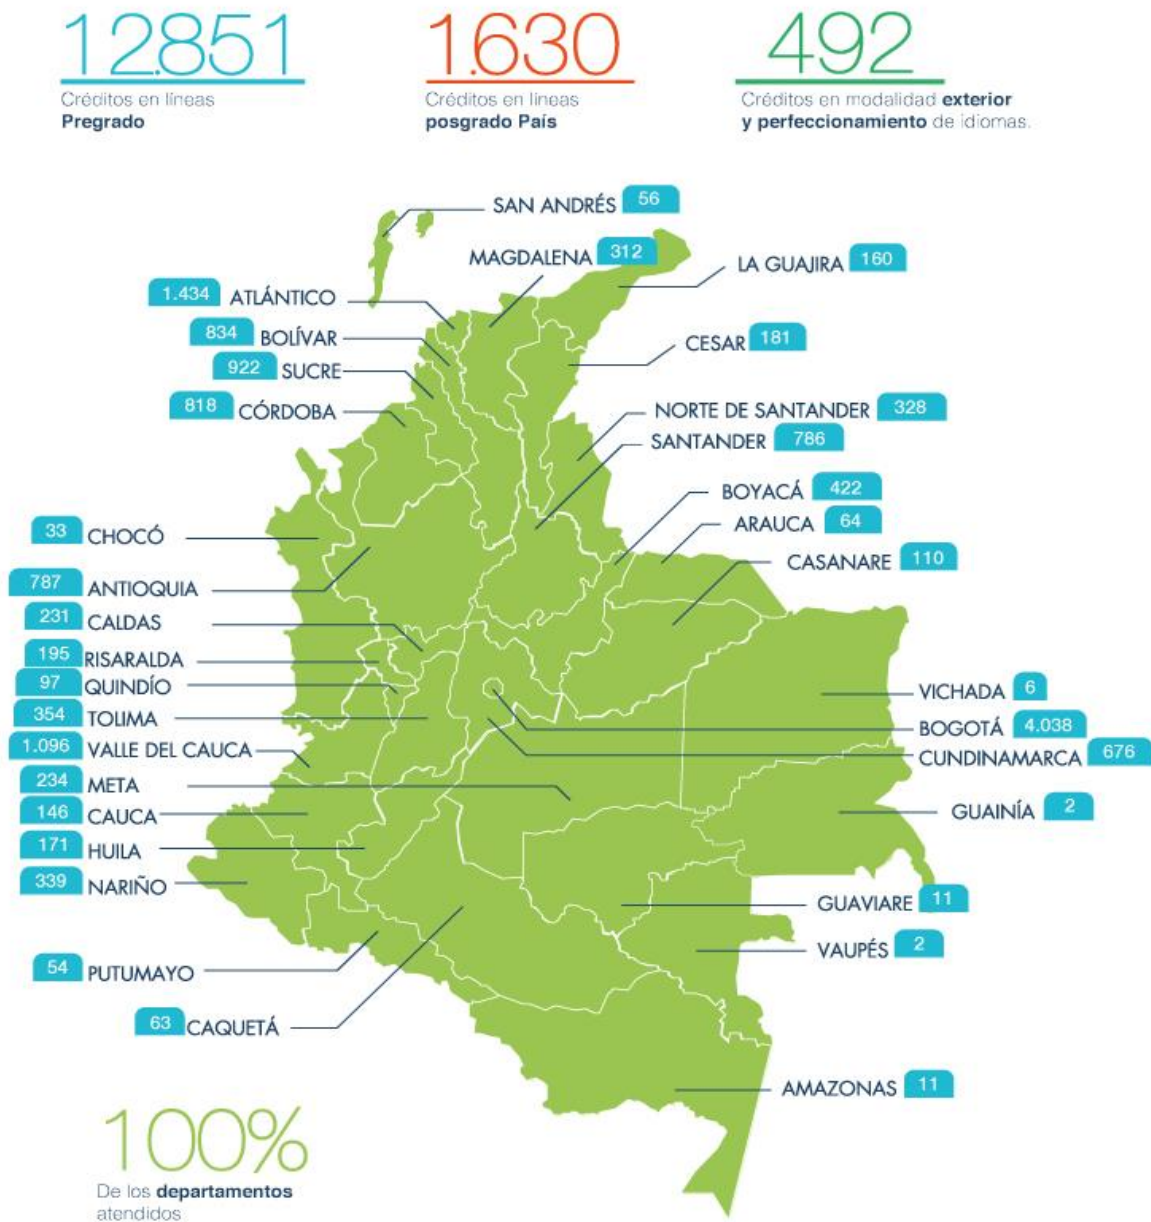 12.851
Créditos en líneas
Pregrado
1.630
Créditos en líneas
posgrado País
492
Créditos en modalidad exterior
y perfeccionamiento de idiomas.
SAN ANDRÉS 56
MAGDALENA 312
LA GUAJIRA 160
1.434 ATLÁNTICO
834 BOLÍVAR
CESAR 181
922 SUCRE
818 CÓRDOBA
NORTE DE SANTANDER 328
SANTANDER 786
BOYACÁ 422
ARAUCA 64
33 CHOCÓ
CASANARE 110
787 ANTIOQUIA
231 CALDAS
195 RISARALDA
97 QUINDÍO
VICHADA 6
354 TOLIMA
BOGOTÁ 4.038
1.096 VALLE DEL CAUCA
CUNDINAMARCA 676
234 META
146 CAUCA
GUAINÍA 2
171 HUILA
339 NARIÑO
GUAVIARE 11
VAUPÉS 2
54 PUTUMAYO
63 CAQUETÁ
AMAZONAS 11
100%
De los departamentos
atendidos